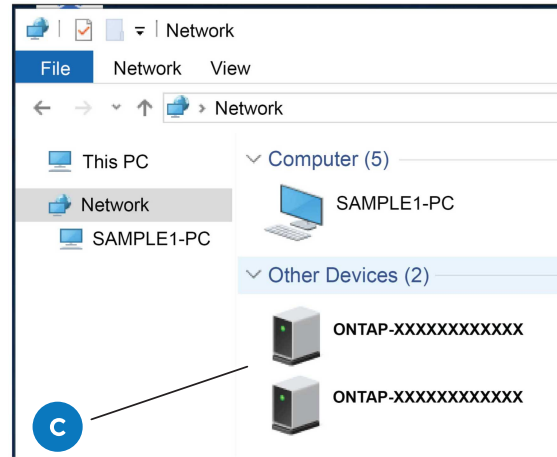 Network
File Network View
Network
This PC
Network
SAMPLE1-PC
Computer (5)
SAMPLE1-PC
Other Devices (2)
ONTAP-XXXXXXXXXXXX
ONTAP-XXXXXXXXXXXX
C